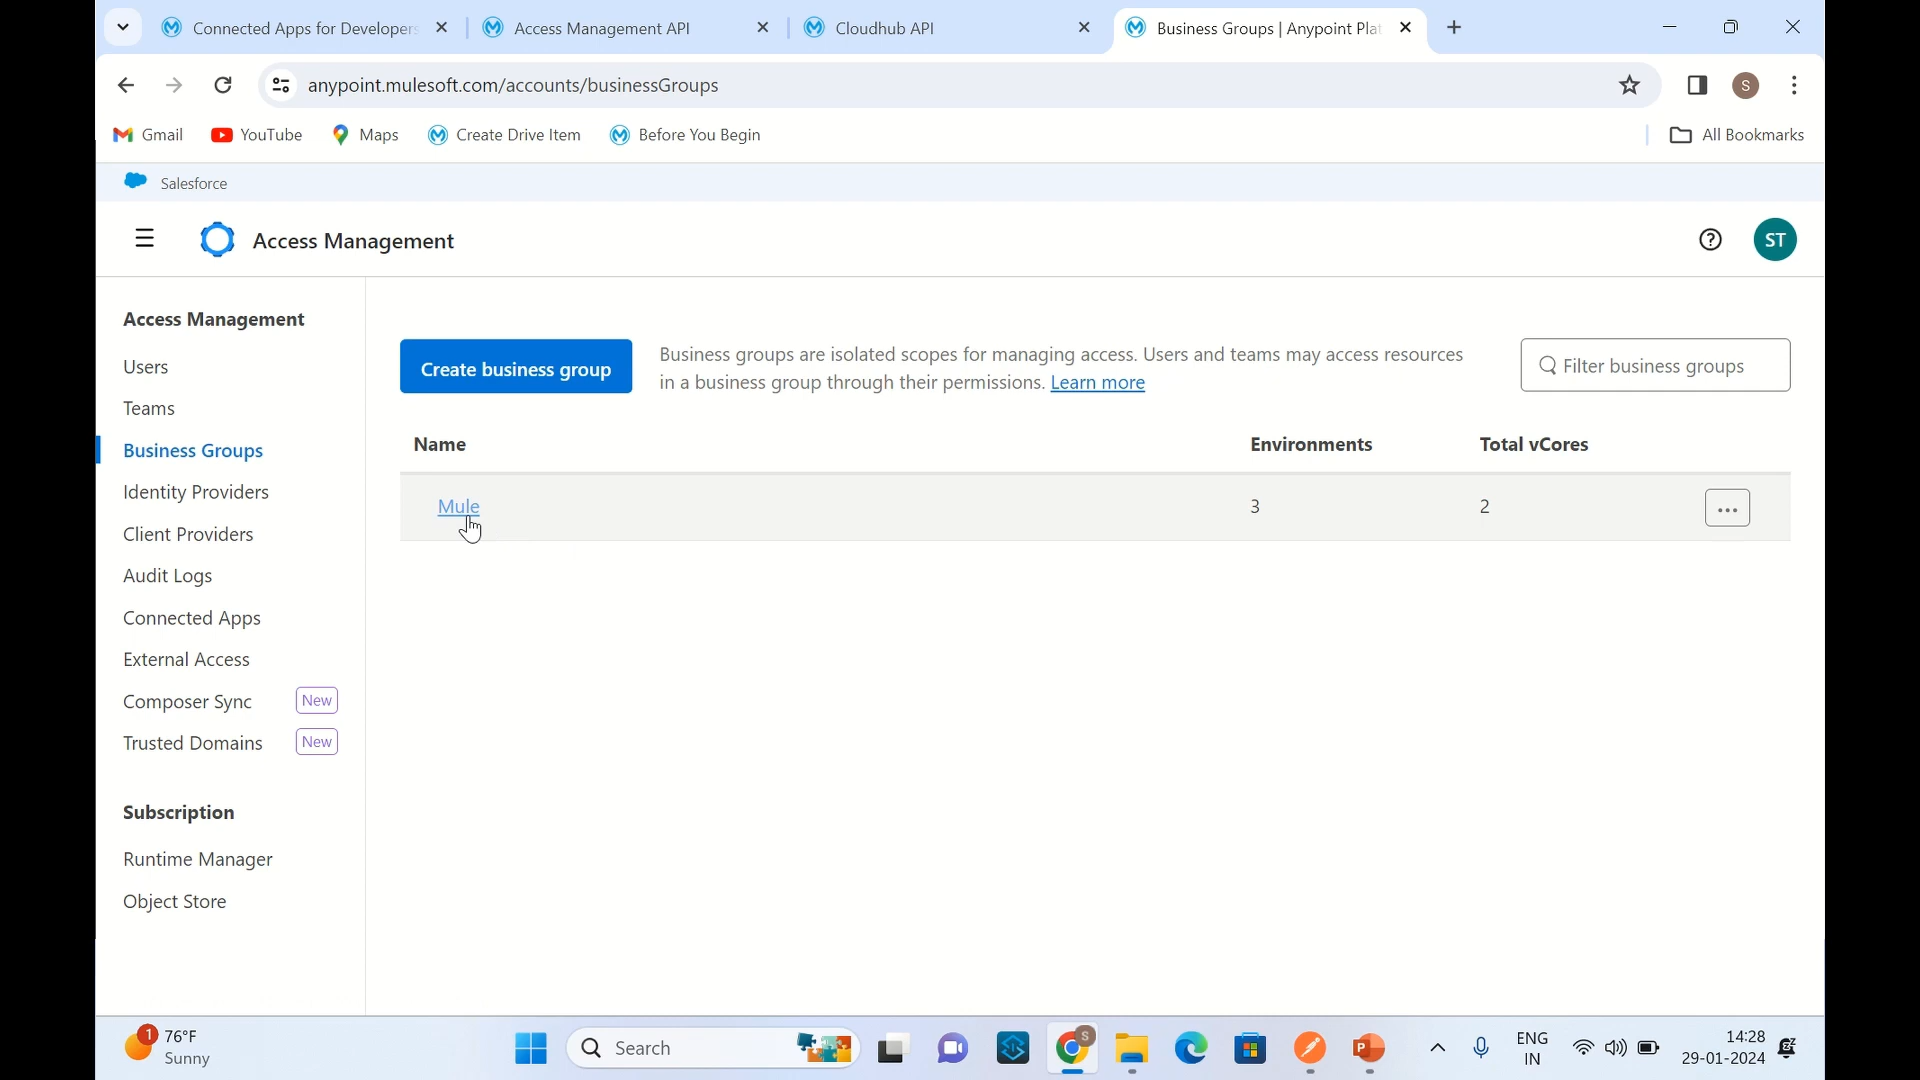 Connected Apps for Developers
Access Management API
Cloudhub API
Business Groups | Anypoint Plat
anypoint.mulesoft.com/accounts/businessGroups
S
Gmail
YouTube
Maps
Create Drive Item
Before You Begin
All Bookmarks
Salesforce
Access Management
ST
Access Management
Users
Teams
Business Groups
Identity Providers
Client Providers
Audit Logs
Connected Apps
External Access
Composer Sync New
Trusted Domains New
Subscription
Runtime Manager
Object Store
Create business group
Business groups are isolated scopes for managing access. Users and teams may access resources
in a business group through their permissions. Learn more
Filter business groups
Name Environments Total vCores
Mule 3 2 ...
1
76°F
Sunny
Search
S
P
ENG
IN
14:28
29-01-2024